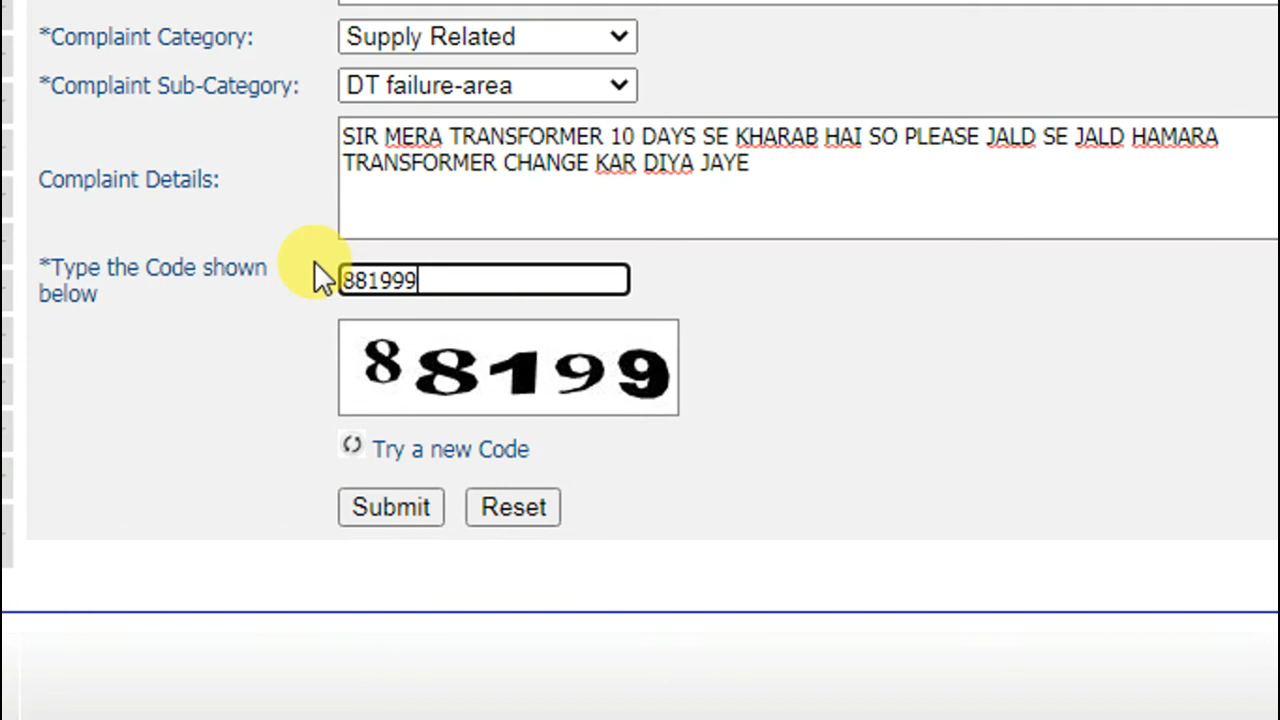 *Complaint Category: Supply Related
*Complaint Sub-Category: DT failure-area
Complaint Details:
SIR MERA TRANSFORMER 10 DAYS SE KHARAB HAI SO PLEASE JALD SE JALD HAMARA
TRANSFORMER CHANGE KAR DIYA JAYE
*Type the Code shown
below
881999
88199
Try a new Code
Submit Reset